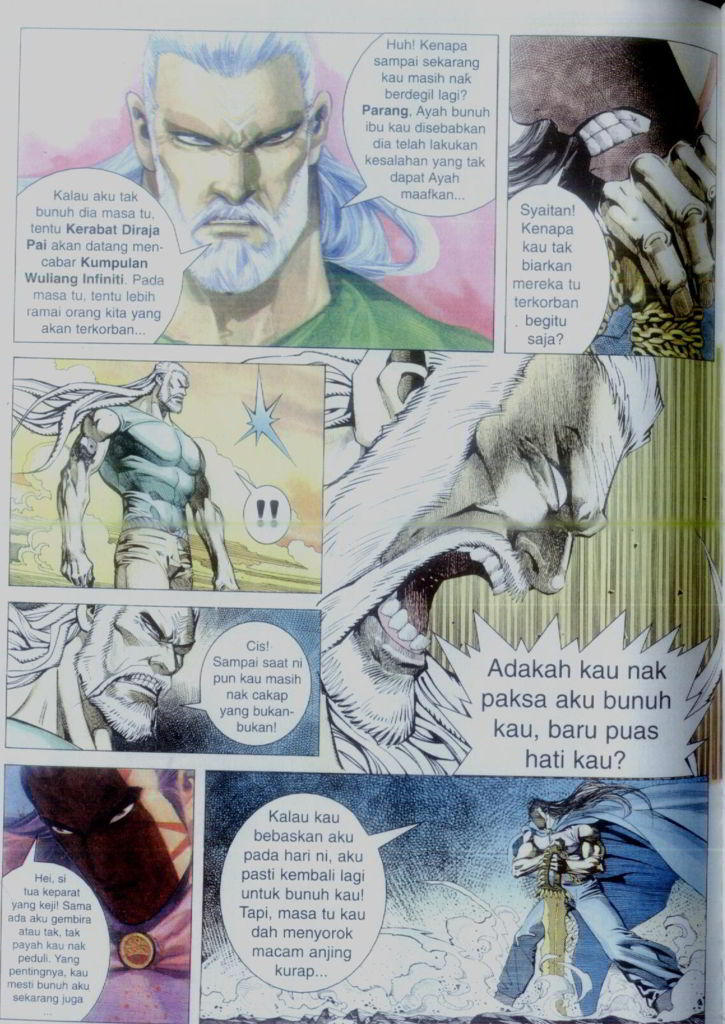 Huh! Kenapa
sampai sekarang
kau masih nak
berdegil lagi?
Parang, Ayah bunuh
ibu kau disebabkan
dia telah lakukan
kesalahan yang tak
dapat Ayah
maafkan...
Kalau aku tak
bunuh dia masa tu,
tentu Kerabat Diraja
Pai akan datang men-
cabar Kumpulan
Wuliang Infiniti. Pada
masa tu, tentu lebih
ramai orang kita yang
akan terkorban...
Syaitan!
Kenapa
kau tak
biarkan
mereka tu
terkorban
begitu
saja?
!!
Cis!
Sampai saat ni
pun kau masih
nak cakap
yang bukan-
bukan!
Adakah kau nak
paksa aku bunuh
kau, baru puas
hati kau?
Hei, si
tua keparat
yang keji! Sama
ada aku gembira
atau tak, tak
payah kau nak
peduli. Yang
pentingnya, kau
mesti bunuh aku
sekarang juga
...
Kalau kau
bebaskan aku
pada hari ni, aku
pasti kembali lagi
untuk bunuh kau!
Tapi, masa tu kau
dah menyorok
macam anjing
kurap...